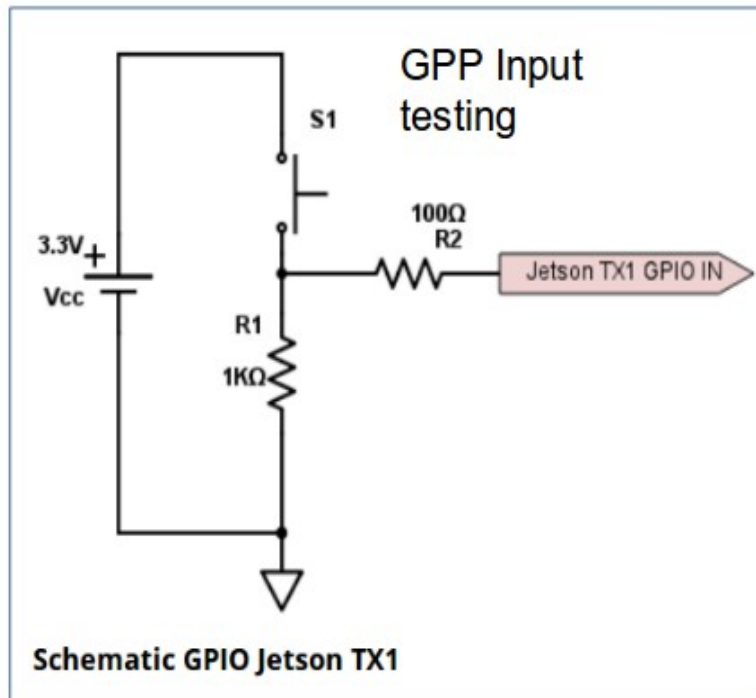 GPP Input
testing
S1
100Ω
R2
3.3V
+
Vcc
Jetson TX1 GPIO IN
R1
1KΩ
Schematic GPIO Jetson TX1